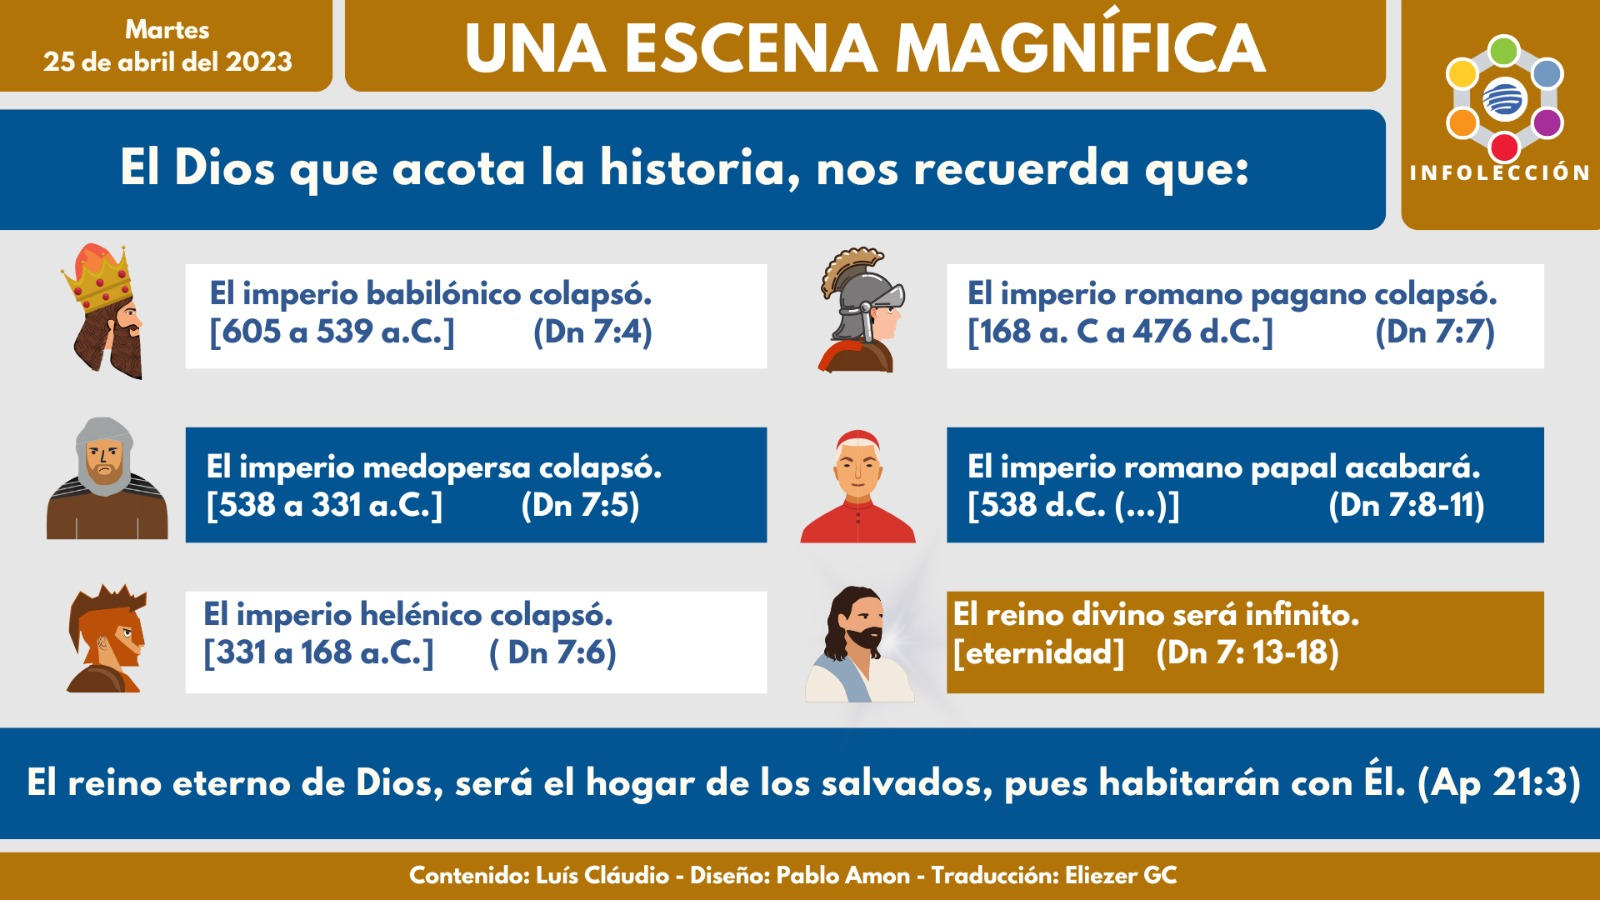 Martes
25 de abril del 2023
UNA ESCENA MAGNÍFICA
INFOLECCIÓN
El Dios que acota la historia, nos recuerda que:
El imperio babilónico colapsó.
[605 a 539 a.C.] (Dn 7:4)
El imperio medopersa colapsó.
[538 a 331 a.C.] (Dn 7:5)
El imperio helénico colapsó.
[331 a 168 a.C.] ( Dn 7:6)
El imperio romano pagano colapsó.
[168 a. C a 476 d.C.] (Dn 7:7)
El imperio romano papal acabará.
[538 d.C. (...)] (Dn 7:8-11)
El reino divino será infinito.
[eternidad] (Dn 7: 13-18)
El reino eterno de Dios, será el hogar de los salvados, pues habitarán con Él. (Ap 21:3)
Contenido: Luís Cláudio - Diseño: Pablo Amon - Traducción: Eliezer GC